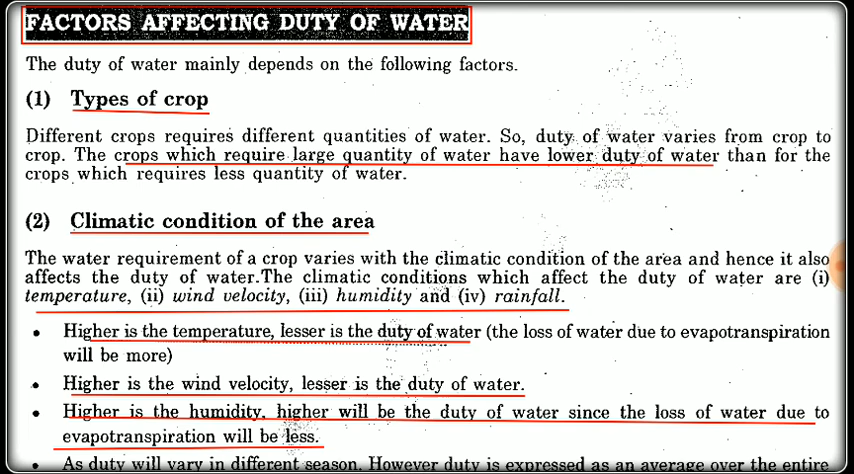 FACTORS AFFECTING DUTY OF WATER
The duty of water mainly depends on the following factors.
(1) Types of crop
Different crops requires different quantities of water. So, duty of water varies from crop to
crop. The crops which require large quantity of water have lower duty of water than for the
crops which requires less quantity of water.
(2) Climatic condition of the area
The water requirement of a crop varies with the climatic condition of the area and hence it also
affects the duty of water.The climatic conditions which affect the duty of water are (i)
temperature, (ii) wind velocity, (iii) humidity and (iv) rainfall.
• Higher is the temperature, lesser is the duty of water (the loss of water due to evapotranspiration
will be more)
• Higher is the wind velocity, lesser is the duty of water.
• Higher is the humidity, higher will be the duty of water since the loss of water due to
evapotranspiration will be less.
• As duty will vary in different season. However duty is expressed as an average over the entire